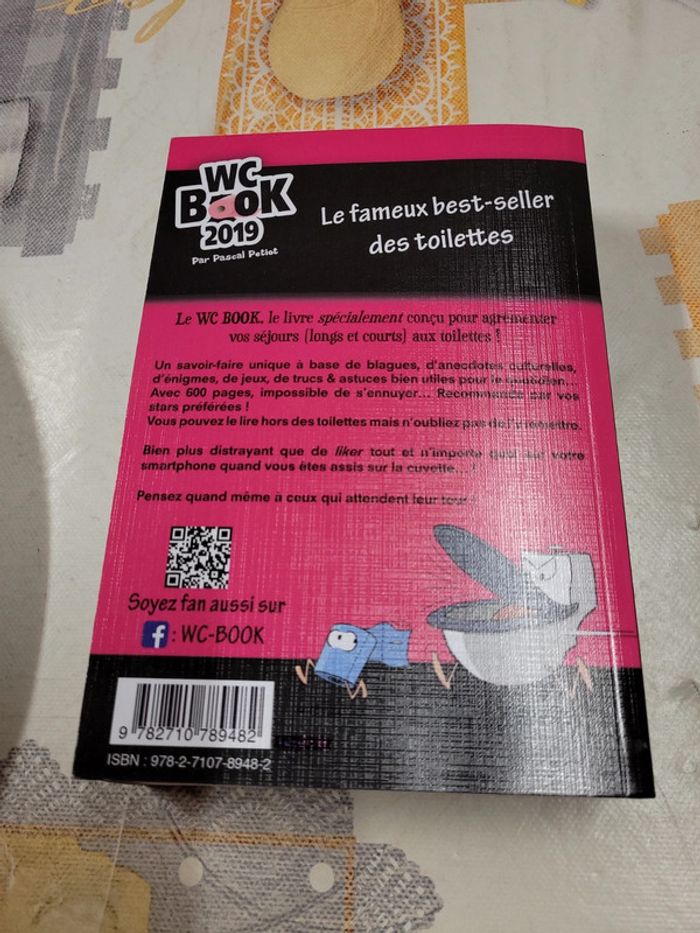 WC
BOOK
2019
Par Pascal Petiot
Le fameux best-seller
des toilettes
Le WC BOOK, le livre spécialement conçu pour agrémenter
vos séjours (longs et courts) aux toilettes !
Un savoir-faire unique à base de blagues, d'anecdotes culturelles,
d'énigmes, de jeux, de trucs & astuces bien utiles pour le quotidien...
Avec 600 pages, impossible de s'ennuyer... Recommandé par vos
stars préférées !
Vous pouvez le lire hors des toilettes mais n'oubliez pas de l'y remettre.
Bien plus distrayant que de liker tout et n'importe quoi sur votre
smartphone quand vous êtes assis sur la cuvette... !
Pensez quand même à ceux qui attendent leur tour !
Soyez fan aussi sur
f : WC-BOOK
9 782710 789482
ISBN : 978-2-7107-8948-2